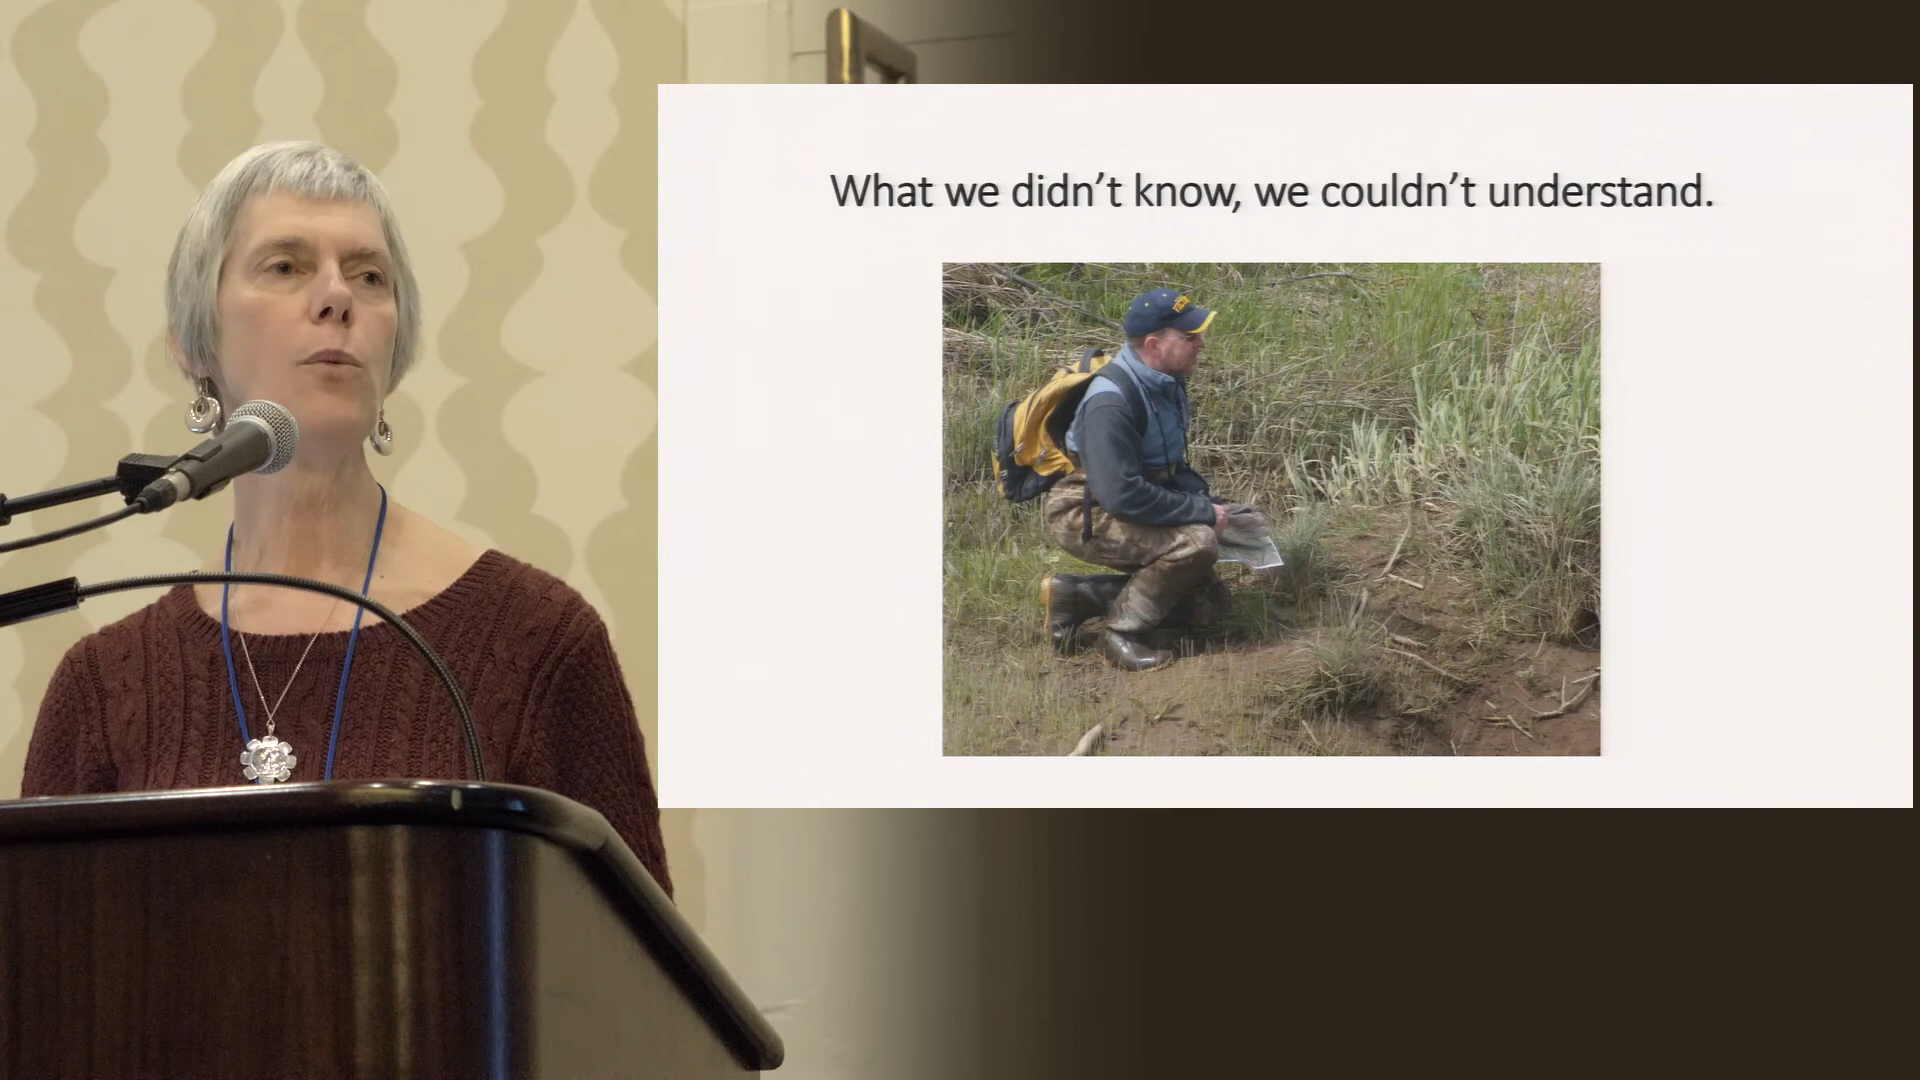 What we didn’t know, we couldn’t understand.